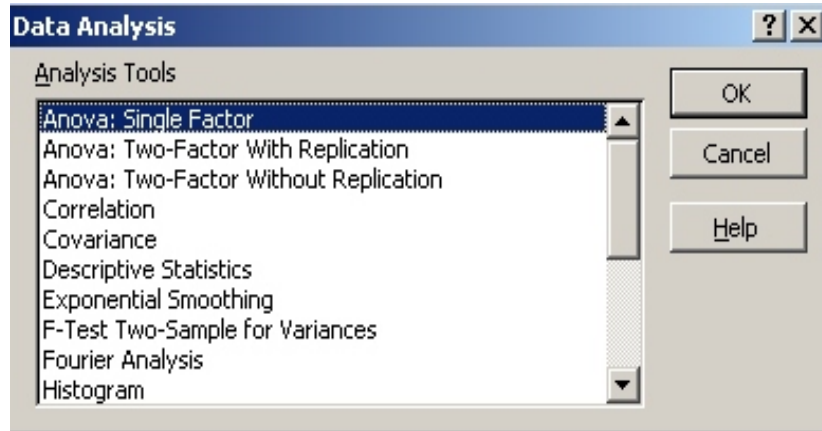 Data Analysis
Analysis Tools
Anova: Single Factor
Anova: Two-Factor With Replication
Anova: Two-Factor Without Replication
Correlation
Covariance
Descriptive Statistics
Exponential Smoothing
F-Test Two-Sample for Variances
Fourier Analysis
Histogram
OK
Cancel
Help